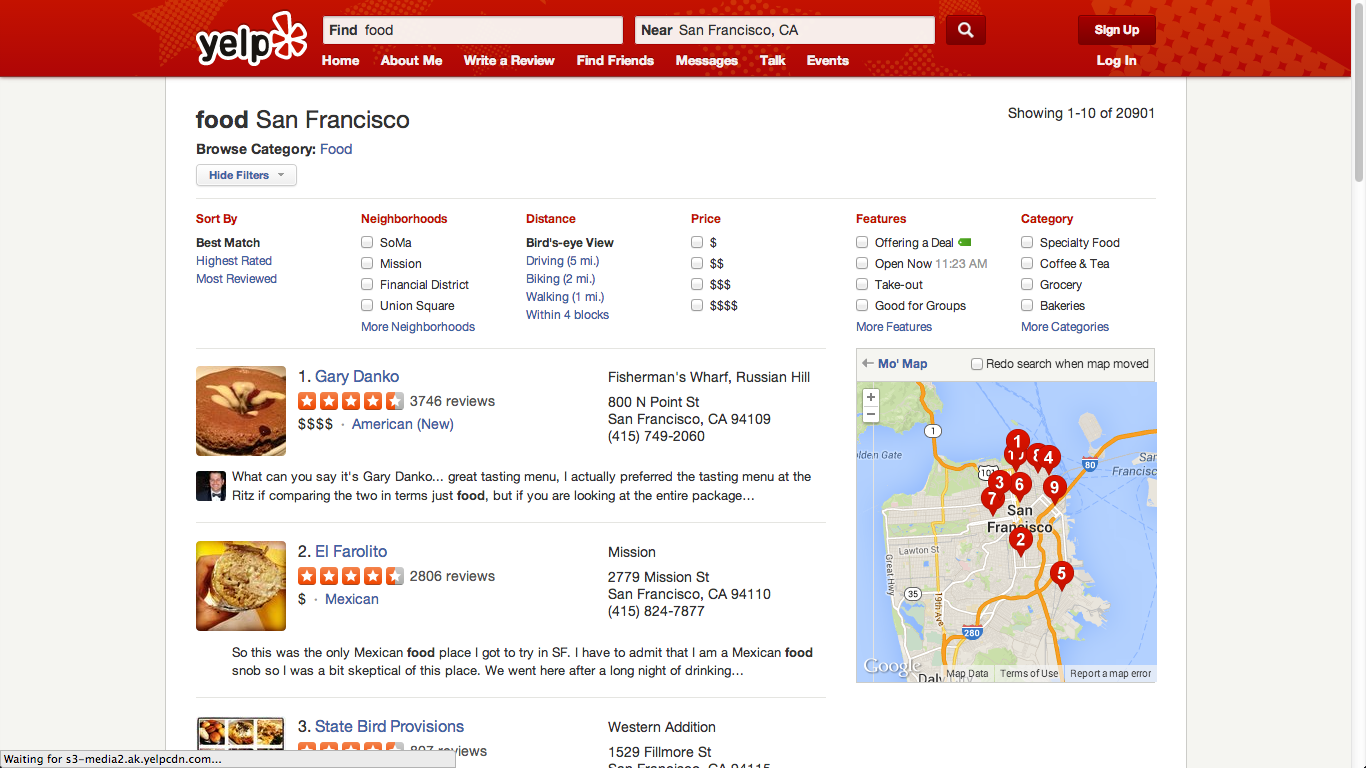 yelp
Find food
Near San Francisco, CA
Sign Up
Home About Me Write a Review Find Friends Messages Talk Events
Log In
food San Francisco
Showing 1-10 of 20901
Browse Category: Food
Hide Filters
Sort By
Best Match
Highest Rated
Most Reviewed
Neighborhoods
SoMa
Mission
Financial District
Union Square
More Neighborhoods
Distance
Bird's-eye View
Driving (5 mi.)
Biking (2 mi.)
Walking (1 mi.)
Within 4 blocks
Price
$
$$
$$$
$$$$
Features
Offering a Deal
Open Now 11:23 AM
Take-out
Good for Groups
More Features
Category
Specialty Food
Coffee & Tea
Grocery
Bakeries
More Categories
1. Gary Danko
3746 reviews
$$$$ · American (New)
Fisherman's Wharf, Russian Hill
800 N Point St
San Francisco, CA 94109
(415) 749-2060
What can you say it's Gary Danko... great tasting menu, I actually preferred the tasting menu at the
Ritz if comparing the two in terms just food, but if you are looking at the entire package…
2. El Farolito
2806 reviews
$ · Mexican
Mission
2779 Mission St
San Francisco, CA 94110
(415) 824-7877
So this was the only Mexican food place I got to try in SF. I have to admit that I am a Mexican food
snob so I was a bit skeptical of this place. We went here after a long night of drinking…
3. State Bird Provisions
reviews
Western Addition
1529 Fillmore St
San Francisco, CA 94115
Mo' Map
Redo search when map moved
+
−
1
olden Gate
101
80
San
Francisc
1
8
4
3
6
7
9
San
Francisco
2
Lawton St
5
Great Hwy
35
19th Ave
280
Google
Daly
Map Data
Terms of Use
Report a map error
Waiting for s3-media2.ak.yelpcdn.com...